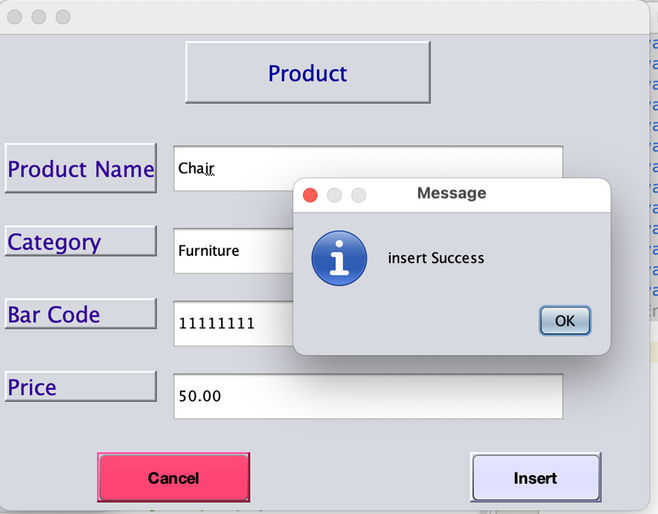 Product
Product Name
Chair
Message
insert Success
OK
Category
Furniture
Bar Code
11111111
Price
50.00
Cancel
Insert